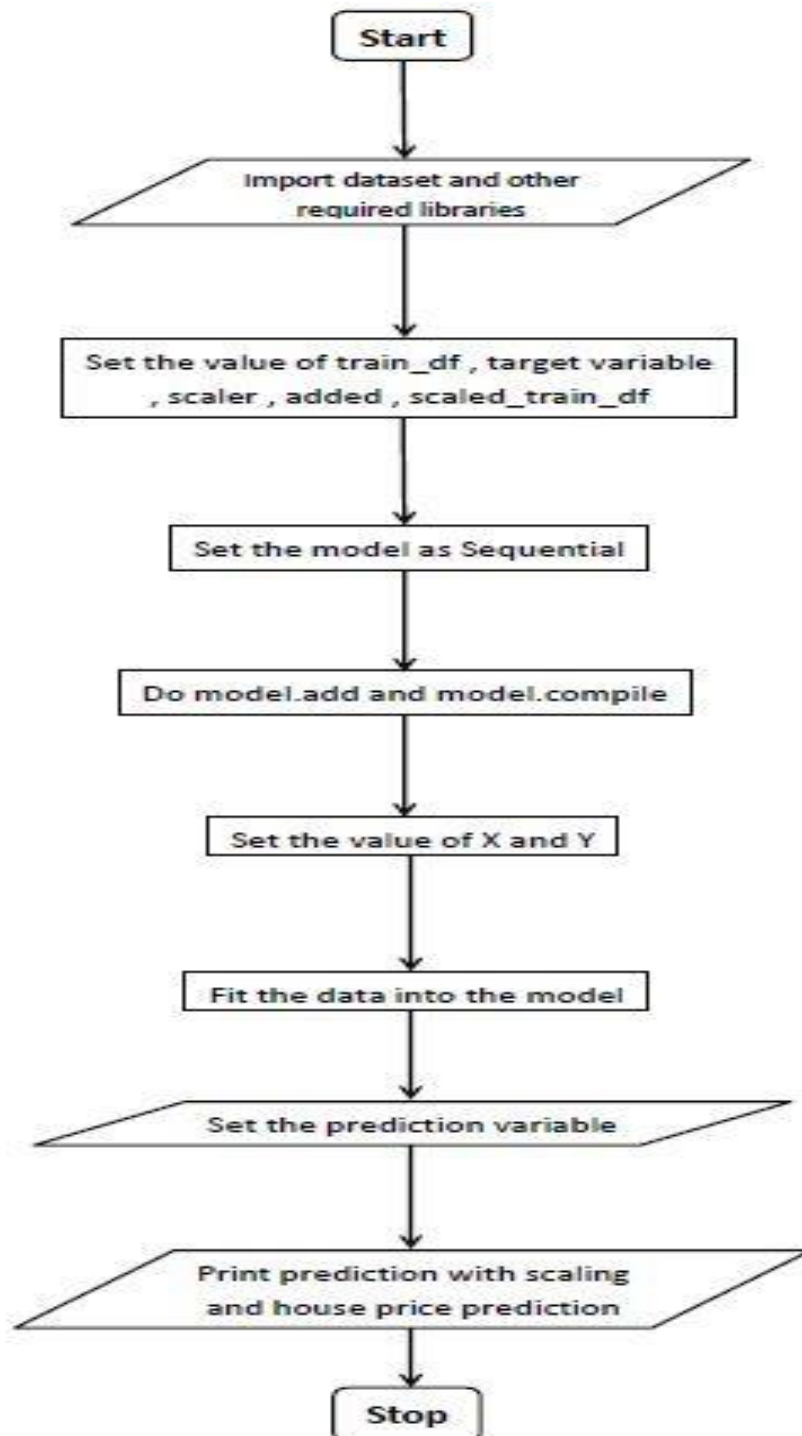 Start
Import dataset and other
required libraries
Set the value of train_df , target variable
, scaler , added , scaled_train_df
Set the model as Sequential
Do model.add and model.compile
Set the value of X and Y
Fit the data into the model
Set the prediction variable
Print prediction with scaling
and house price prediction
Stop